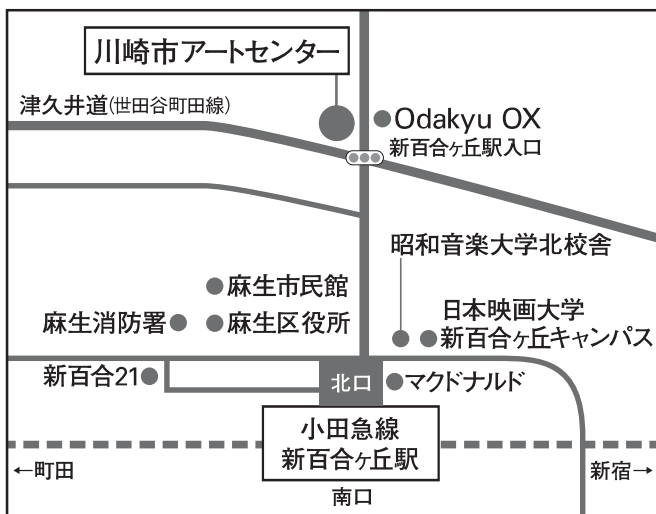 川崎市アートセンター
津久井道(世田谷町田線)
Odakyu OX
新百合ヶ丘駅入口
昭和音楽大学北校舎
麻生市民館
麻生消防署
麻生区役所
日本映画大学
新百合ヶ丘キャンパス
新百合21
北口
マクドナルド
小田急線
新百合ヶ丘駅
←町田
新宿→
南口